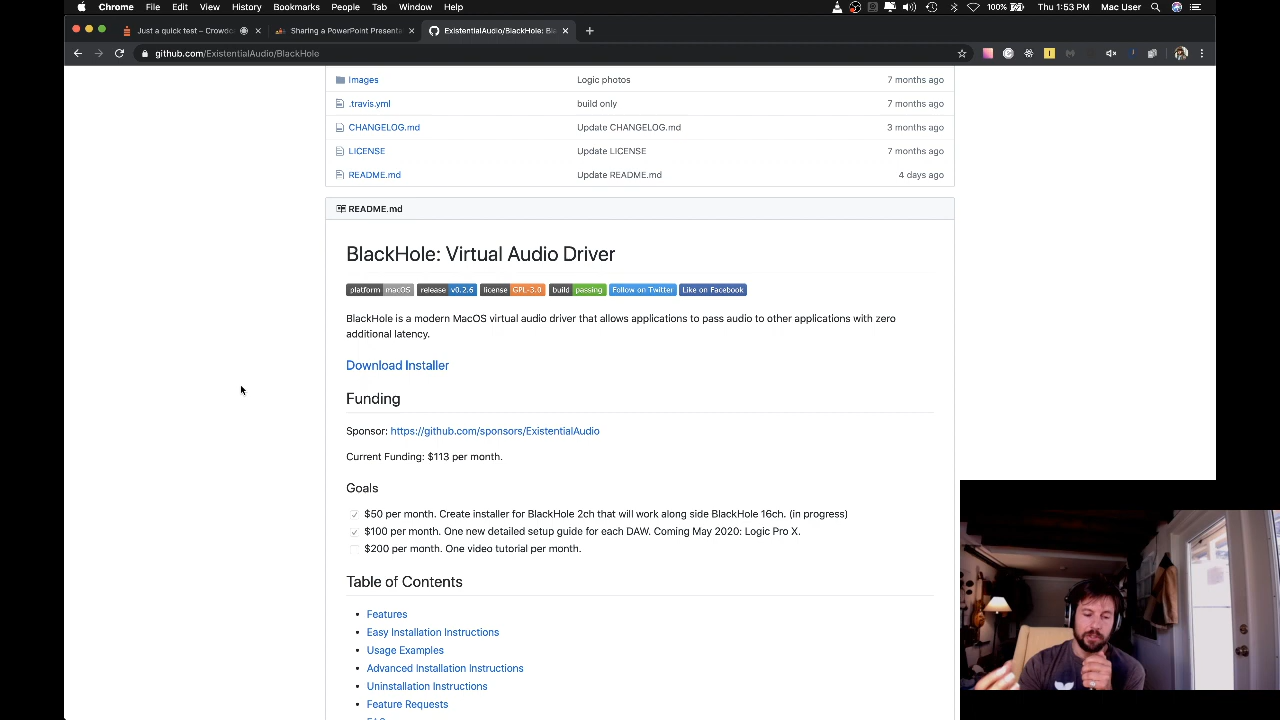 Chrome File Edit View History Bookmarks People Tab Window Help 100% Thu 1:53 PM Mac User
Just a quick test – Crowdc
Sharing a PowerPoint Presenta
ExistentialAudio/BlackHole: Bl
github.com/ExistentialAudio/BlackHole
Images Logic photos 7 months ago
.travis.yml build only 7 months ago
CHANGELOG.md Update CHANGELOG.md 3 months ago
LICENSE Update LICENSE 7 months ago
README.md Update README.md 4 days ago
README.md
BlackHole: Virtual Audio Driver
platform macOS release v0.2.6 license GPL-3.0 build passing Follow on Twitter Like on Facebook
BlackHole is a modern MacOS virtual audio driver that allows applications to pass audio to other applications with zero
additional latency.
Download Installer
Funding
Sponsor: https://github.com/sponsors/ExistentialAudio
Current Funding: $113 per month.
Goals
$50 per month. Create installer for BlackHole 2ch that will work along side BlackHole 16ch. (in progress)
$100 per month. One new detailed setup guide for each DAW. Coming May 2020: Logic Pro X.
$200 per month. One video tutorial per month.
Table of Contents
• Features
• Easy Installation Instructions
• Usage Examples
• Advanced Installation Instructions
• Uninstallation Instructions
• Feature Requests